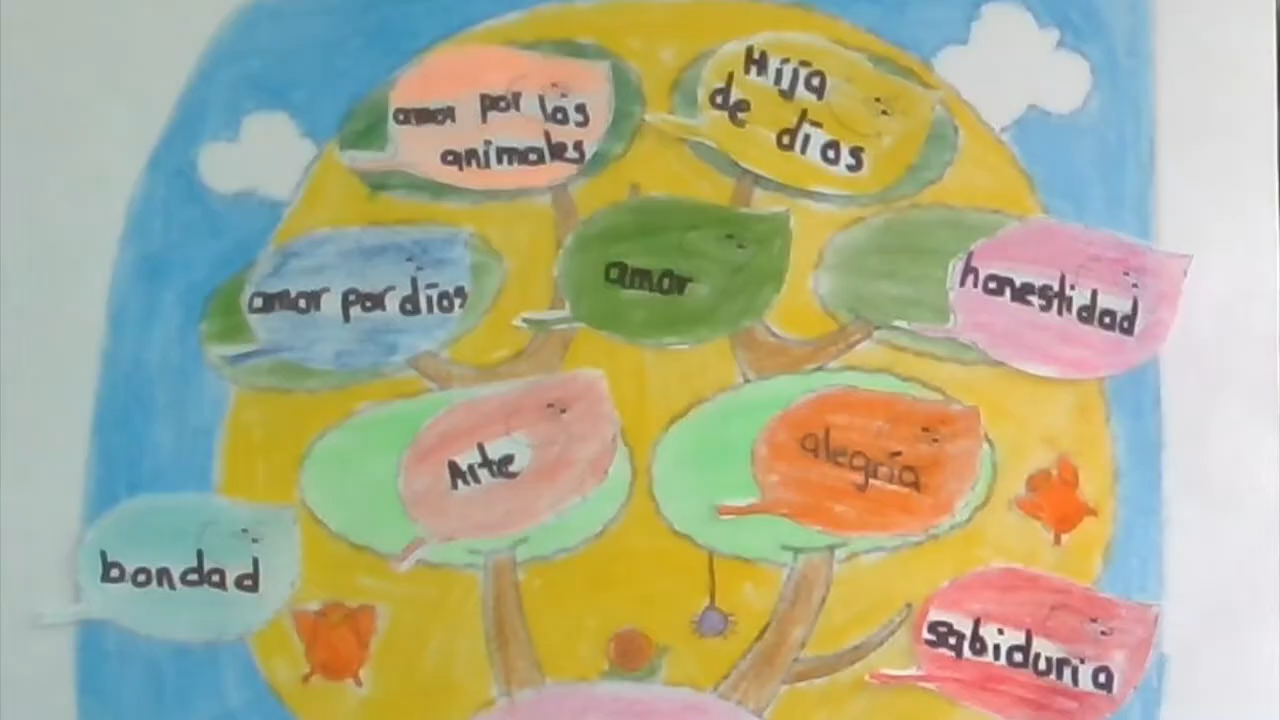 amor por los
animales
Hija
de dios
amor por dios
amor
honestidad
Arte
alegría
bondad
sabiduria